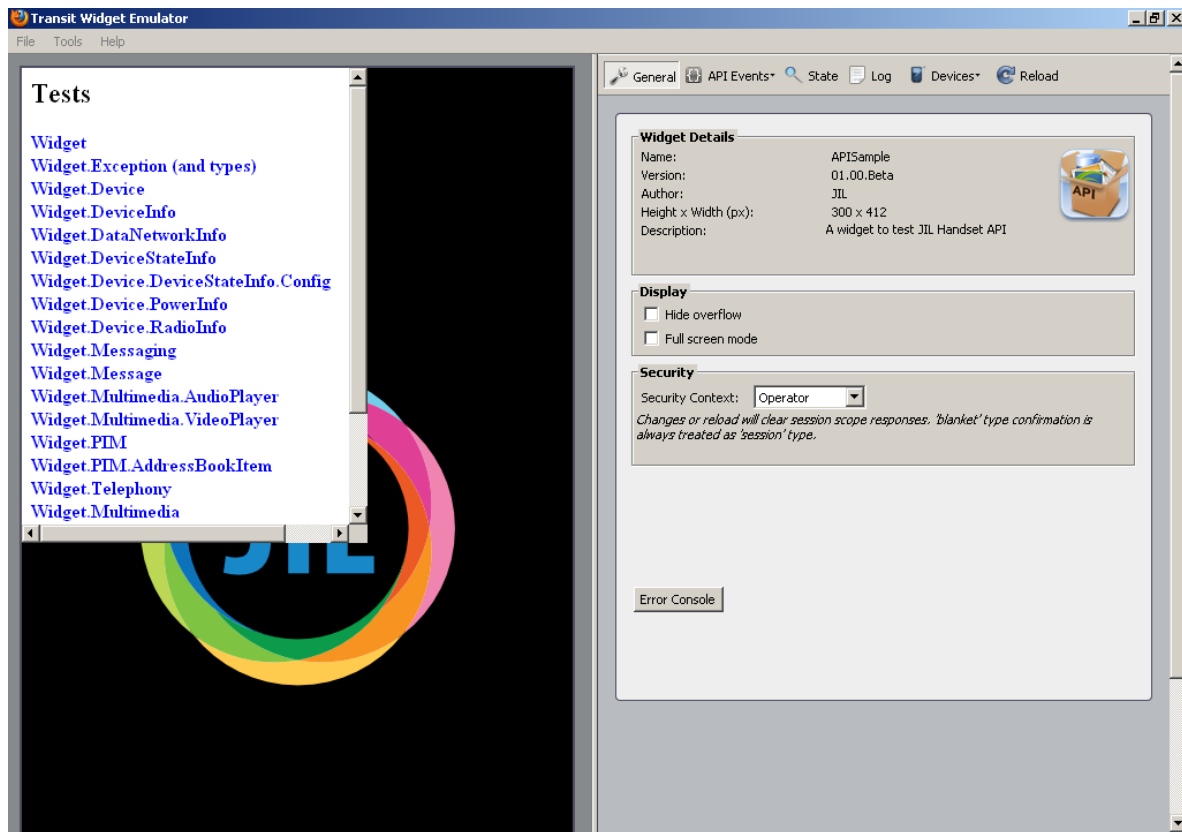 Transit Widget Emulator
File Tools Help
Tests
Widget
Widget.Exception (and types)
Widget.Device
Widget.DeviceInfo
Widget.DataNetworkInfo
Widget.DeviceStateInfo
Widget.Device.DeviceStateInfo.Config
Widget.Device.PowerInfo
Widget.Device.RadioInfo
Widget.Messaging
Widget.Message
Widget.Multimedia.AudioPlayer
Widget.Multimedia.VideoPlayer
Widget.PIM
Widget.PIM.AddressBookItem
Widget.Telephony
Widget.Multimedia
JIL
General API Events State Log Devices Reload
Widget Details
Name: APISample
Version: 01.00.Beta
Author: JIL
Height x Width (px): 300 x 412
Description: A widget to test JIL Handset API
API
Display
Hide overflow
Full screen mode
Security
Security Context: Operator
Changes or reload will clear session scope responses. 'blanket' type confirmation is
always treated as 'session' type.
Error Console